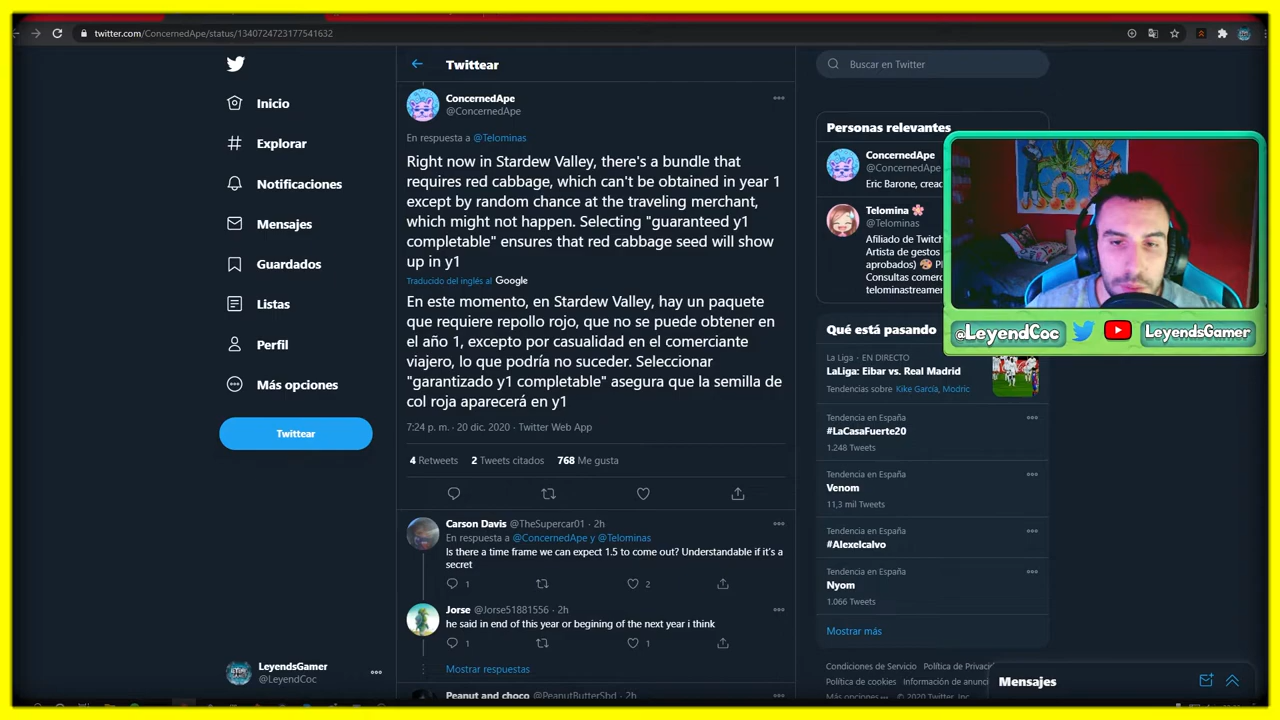 twitter.com/ConcernedApe/status/1340724723177541632
Inicio
Explorar
Notificaciones
Mensajes
Guardados
Listas
Perfil
Más opciones
Twittear
LeyendsGamer
@LeyendCoc
Twittear
ConcernedApe
@ConcernedApe
En respuesta a @Telominas
Right now in Stardew Valley, there's a bundle that
requires red cabbage, which can't be obtained in year 1
except by random chance at the traveling merchant,
which might not happen. Selecting "guaranteed y1
completable" ensures that red cabbage seed will show
up in y1
Traducido del inglés al Google
En este momento, en Stardew Valley, hay un paquete
que requiere repollo rojo, que no se puede obtener en
el año 1, excepto por casualidad en el comerciante
viajero, lo que podría no suceder. Seleccionar
"garantizado y1 completable" asegura que la semilla de
col roja aparecerá en y1
7:24 p. m. · 20 dic. 2020 · Twitter Web App
4 Retweets 2 Tweets citados 768 Me gusta
Carson Davis @TheSupercar01 · 2h
En respuesta a @ConcernedApe y @Telominas
Is there a time frame we can expect 1.5 to come out? Understandable if it's a
secret
1 2
Jorse @Jorse51881556 · 2h
he said in end of this year or begining of the next year i think
1 1
Mostrar respuestas
Peanut and choco @PeanutButterSbd · 2h
Buscar en Twitter
Personas relevantes
ConcernedApe
@ConcernedApe
Eric Barone,
Telomina
@Telominas
Afiliado de Twitch
Artista de gestos
aprobados)
Consultas
telominastreamer
@LeyendCoc LeyendsGamer
Qué está pasando
La Liga · EN DIRECTO
LaLiga: Eibar vs. Real Madrid
Tendencias sobre Kike García, Modric
Tendencia en España
#LaCasaFuerte20
1.248 Tweets
Tendencia en España
Venom
11,3 mil Tweets
Tendencia en España
#Alexelcalvo
Tendencia en España
Nyom
1.066 Tweets
Mostrar más
Condiciones de Servicio Política de
Política de cookies Información de
Más opciones © 2020 Twitter, Inc.
Mensajes